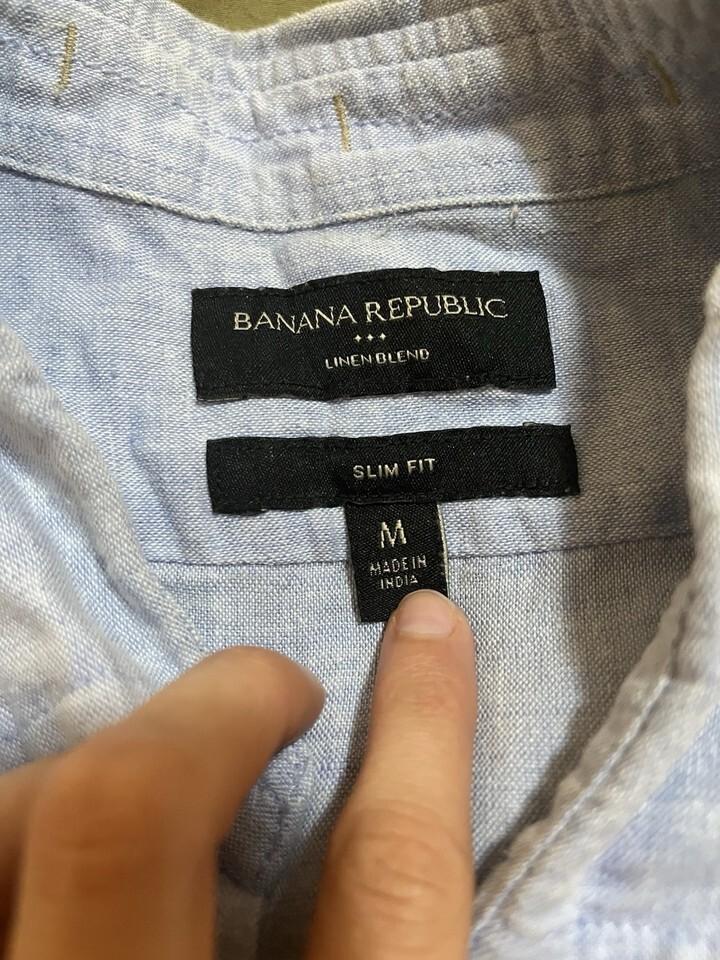 BANANA REPUBLIC
LINEN BLEND
SLIM FIT
M
MADE IN
INDIA